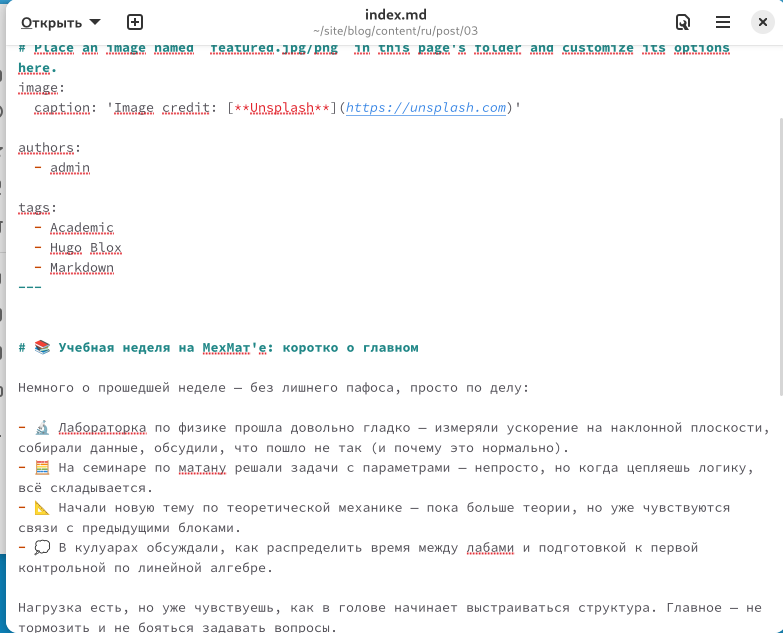 Открыть
index.md
~/site/blog/content/ru/post/03
# Place an image named `featured.jpg/png` in this page's folder and customize its options
here.
image:
  caption: 'Image credit: [**Unsplash**](https://unsplash.com)'
authors:
  - admin
tags:
  - Academic
  - Hugo Blox
  - Markdown
---
# 📚 Учебная неделя на МехМат'е: коротко о главном
Немного о прошедшей неделе — без лишнего пафоса, просто по делу:
- 🔬 Лабораторка по физике прошла довольно гладко — измеряли ускорение на наклонной плоскости,
собирали данные, обсудили, что пошло не так (и почему это нормально).
- 🧮 На семинаре по матану решали задачи с параметрами — непросто, но когда цепляешь логику,
всё складывается.
- 📐 Начали новую тему по теоретической механике — пока больше теории, но уже чувствуются
связи с предыдущими блоками.
- 💭 В кулуарах обсуждали, как распределить время между лабами и подготовкой к первой
контрольной по линейной алгебре.
Нагрузка есть, но уже чувствуешь, как в голове начинает выстраиваться структура. Главное — не
тормозить и не бояться задавать вопросы.